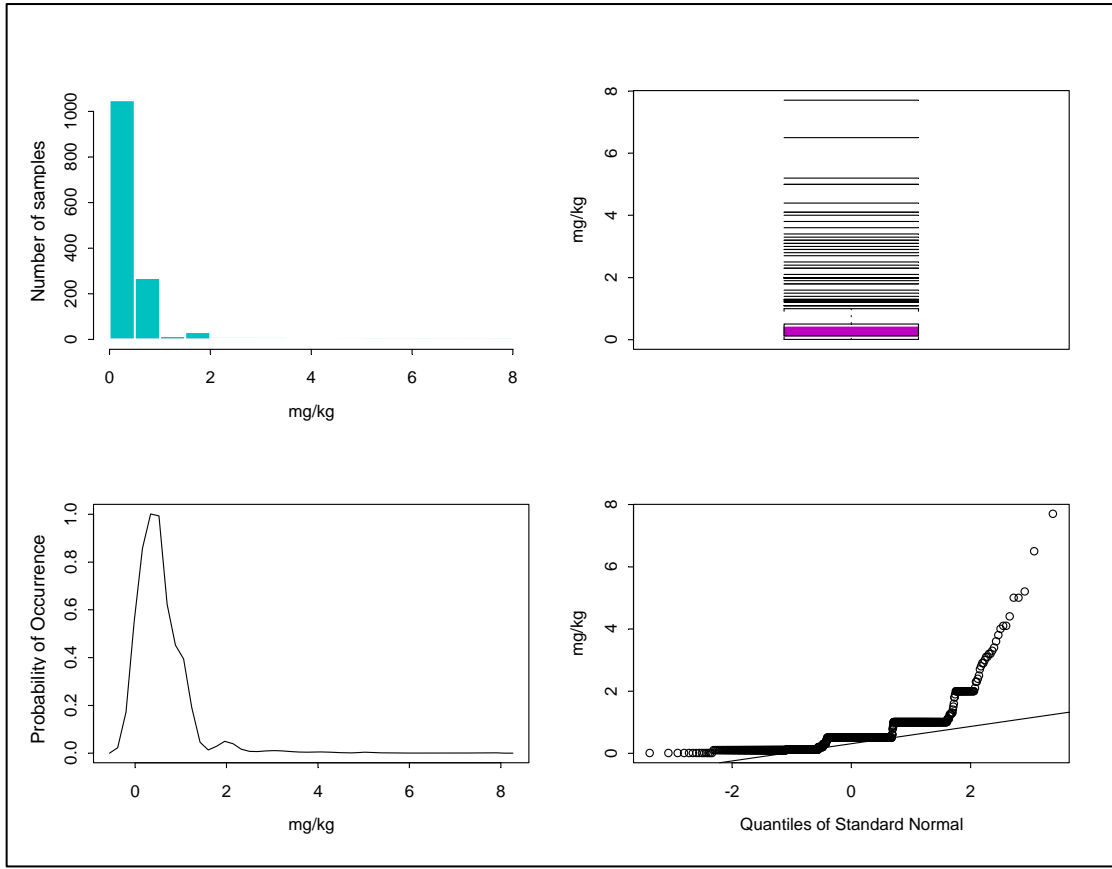 Number of samples
1000
800
600
400
200
0
0 2 4 6 8
mg/kg
mg/kg
8
6
4
2
0
Probability of Occurrence
1.0
0.8
0.6
0.4
0.2
0.0
0 2 4 6 8
mg/kg
mg/kg
8
6
4
2
0
-2 0 2
Quantiles of Standard Normal